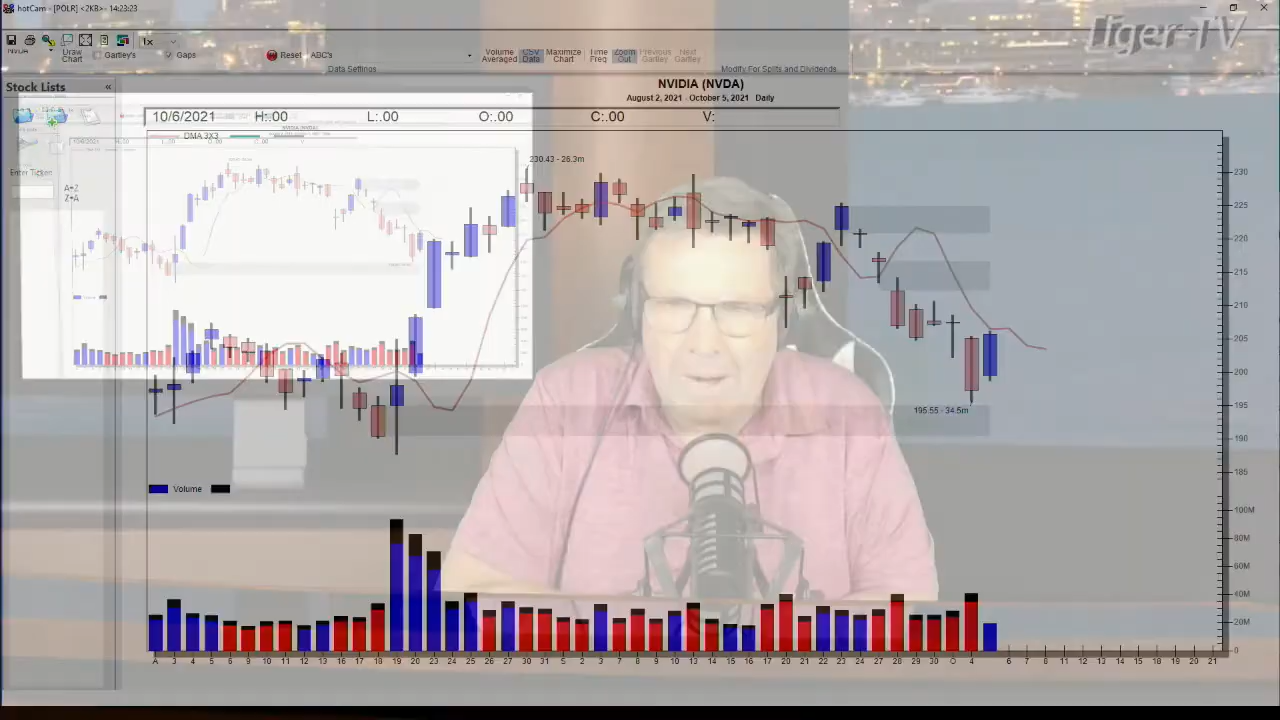 hotCam - [POLR] <2KB> - 14:23:23
Tiger-TV
NVDA
Draw
Chart
Gartley's
Gaps
Reset
ABC's
Volume
Averaged
CSV
Data
Maximize
Chart
Time
Freq
Zoom
Out
Previous
Gartley
Next
Gartley
Data Settings
Modify For Splits and Dividends
Stock Lists
«
NVIDIA (NVDA)
August 2, 2021 - October 5, 2021 Daily
10/6/2021 H:.00 L:.00 O:.00 C:.00 V:
DMA 3X3
Enter Ticker
A=Z
Z=A
230.43 - 26.3m
195.55 - 34.5m
230
225
220
215
210
205
200
195
190
185
Volume
100M
80M
60M
40M
20M
0
A 3 4 5 6 9 10 11 12 13 16 17 18 19 20 23 24 25 26 27 30 31 S 2 3 7 8 9 10 13 14 15 16 17 20 21 22 23 24 27 28 29 30 O 4 6 7 8 11 12 13 14 15 18 19 20 21